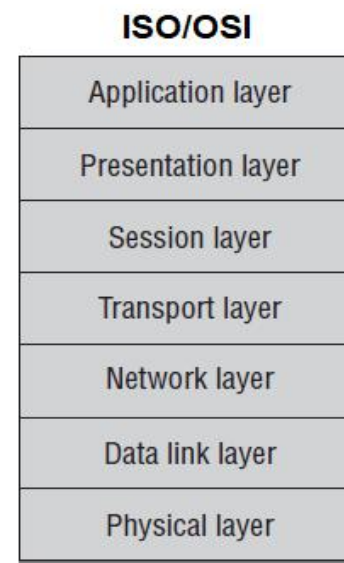 ISO/OSI
Application layer
Presentation layer
Session layer
Transport layer
Network layer
Data link layer
Physical layer